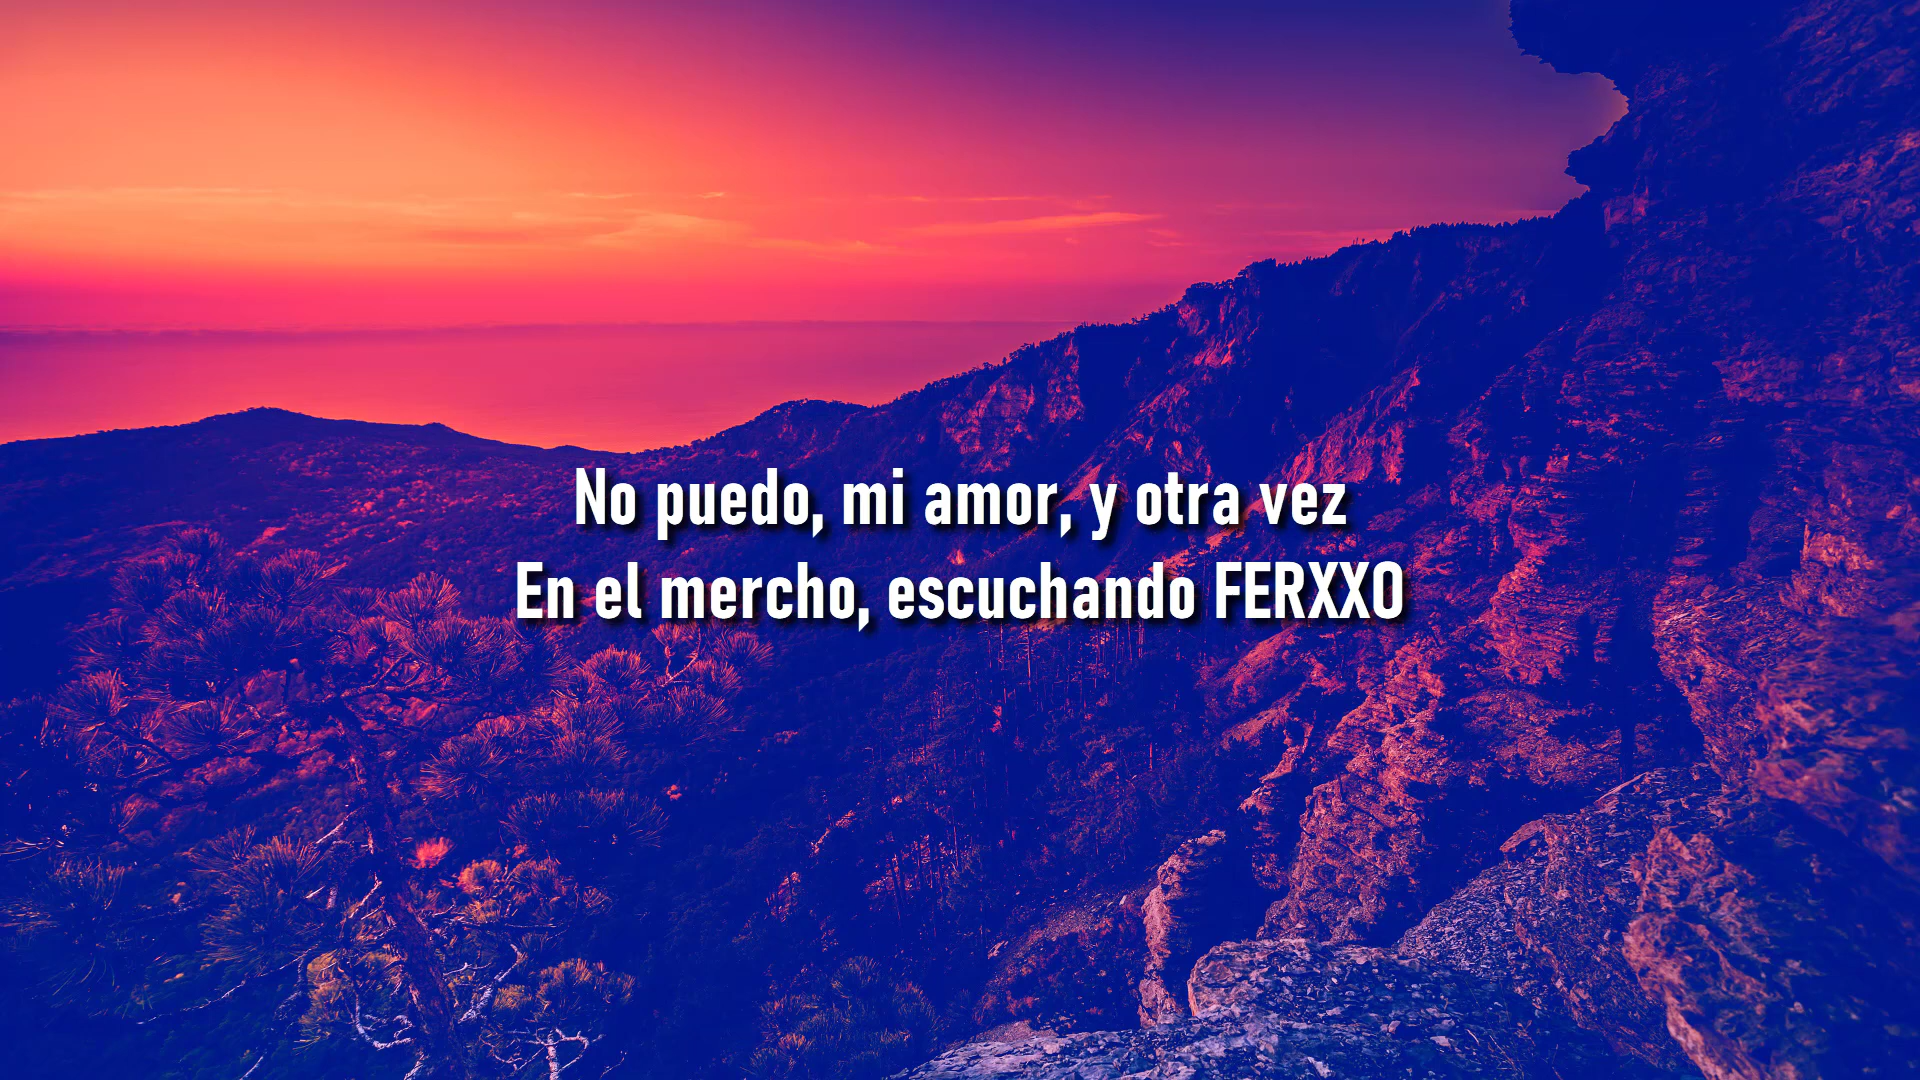 No puedo, mi amor, y otra vez
En el mercho, escuchando FERXXO